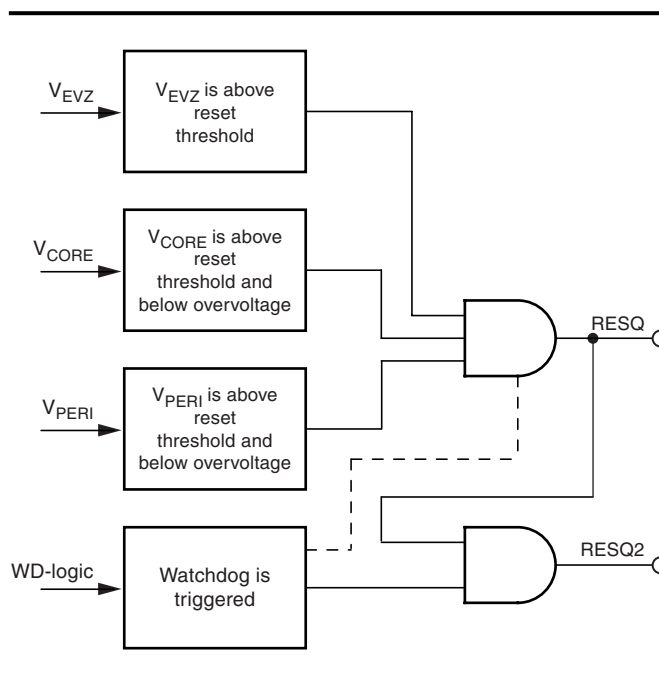 VEVZ
VEVZ is above
reset
threshold
VCORE
VCORE is above
reset
threshold and
below overvoltage
RESQ
VPERI
VPERI is above
reset
threshold and
below overvoltage
WD-logic
Watchdog is
triggered
RESQ2